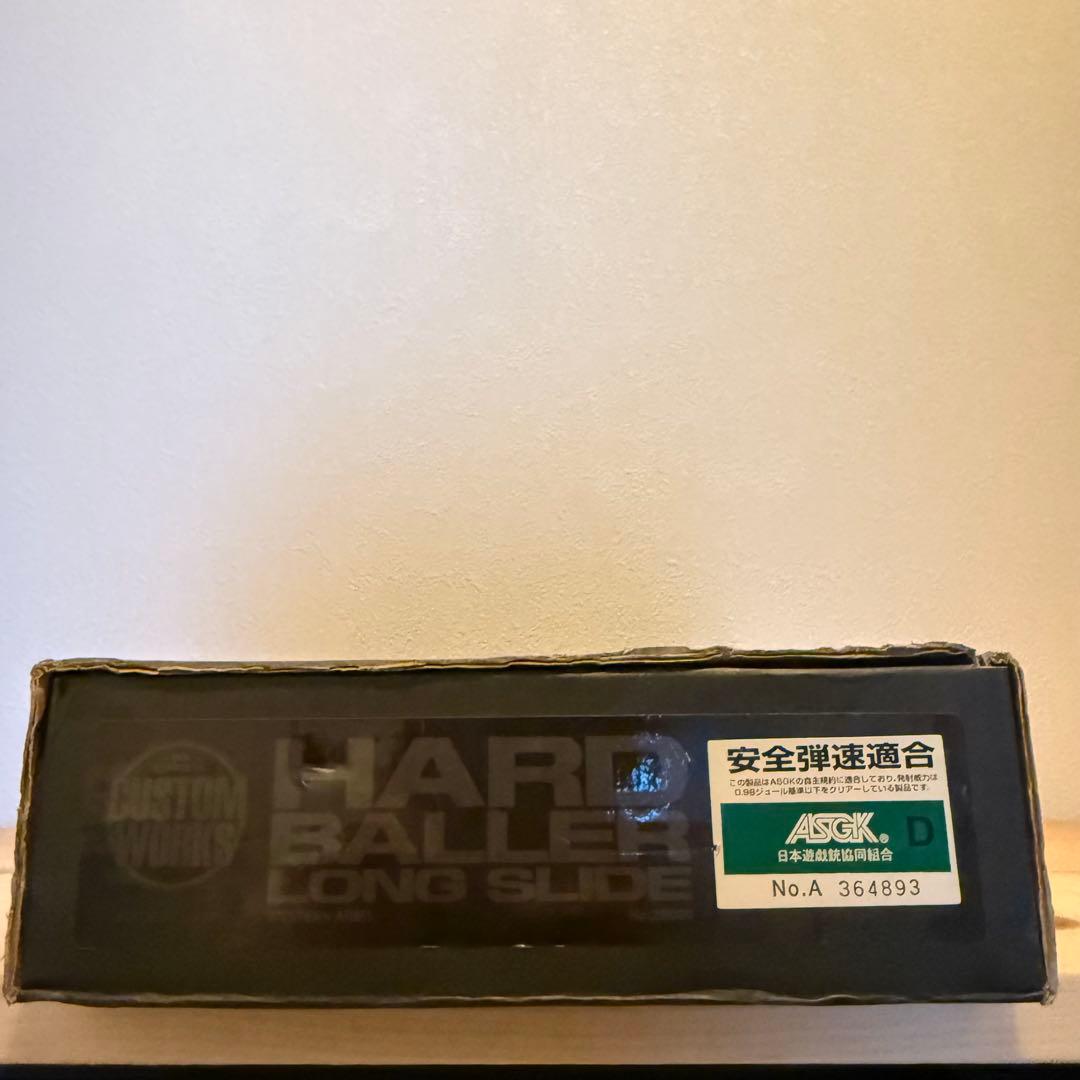 CUSTOM
WORKS
HARD
BALLER
LONG SLIDE
安全弾速適合
この製品はASGKの自主規約に適合しており、発射威力は
0.98ジュール基準以下をクリアーしている製品です。
ASGK® D
日本遊戯銃協同組合
No.A 364893